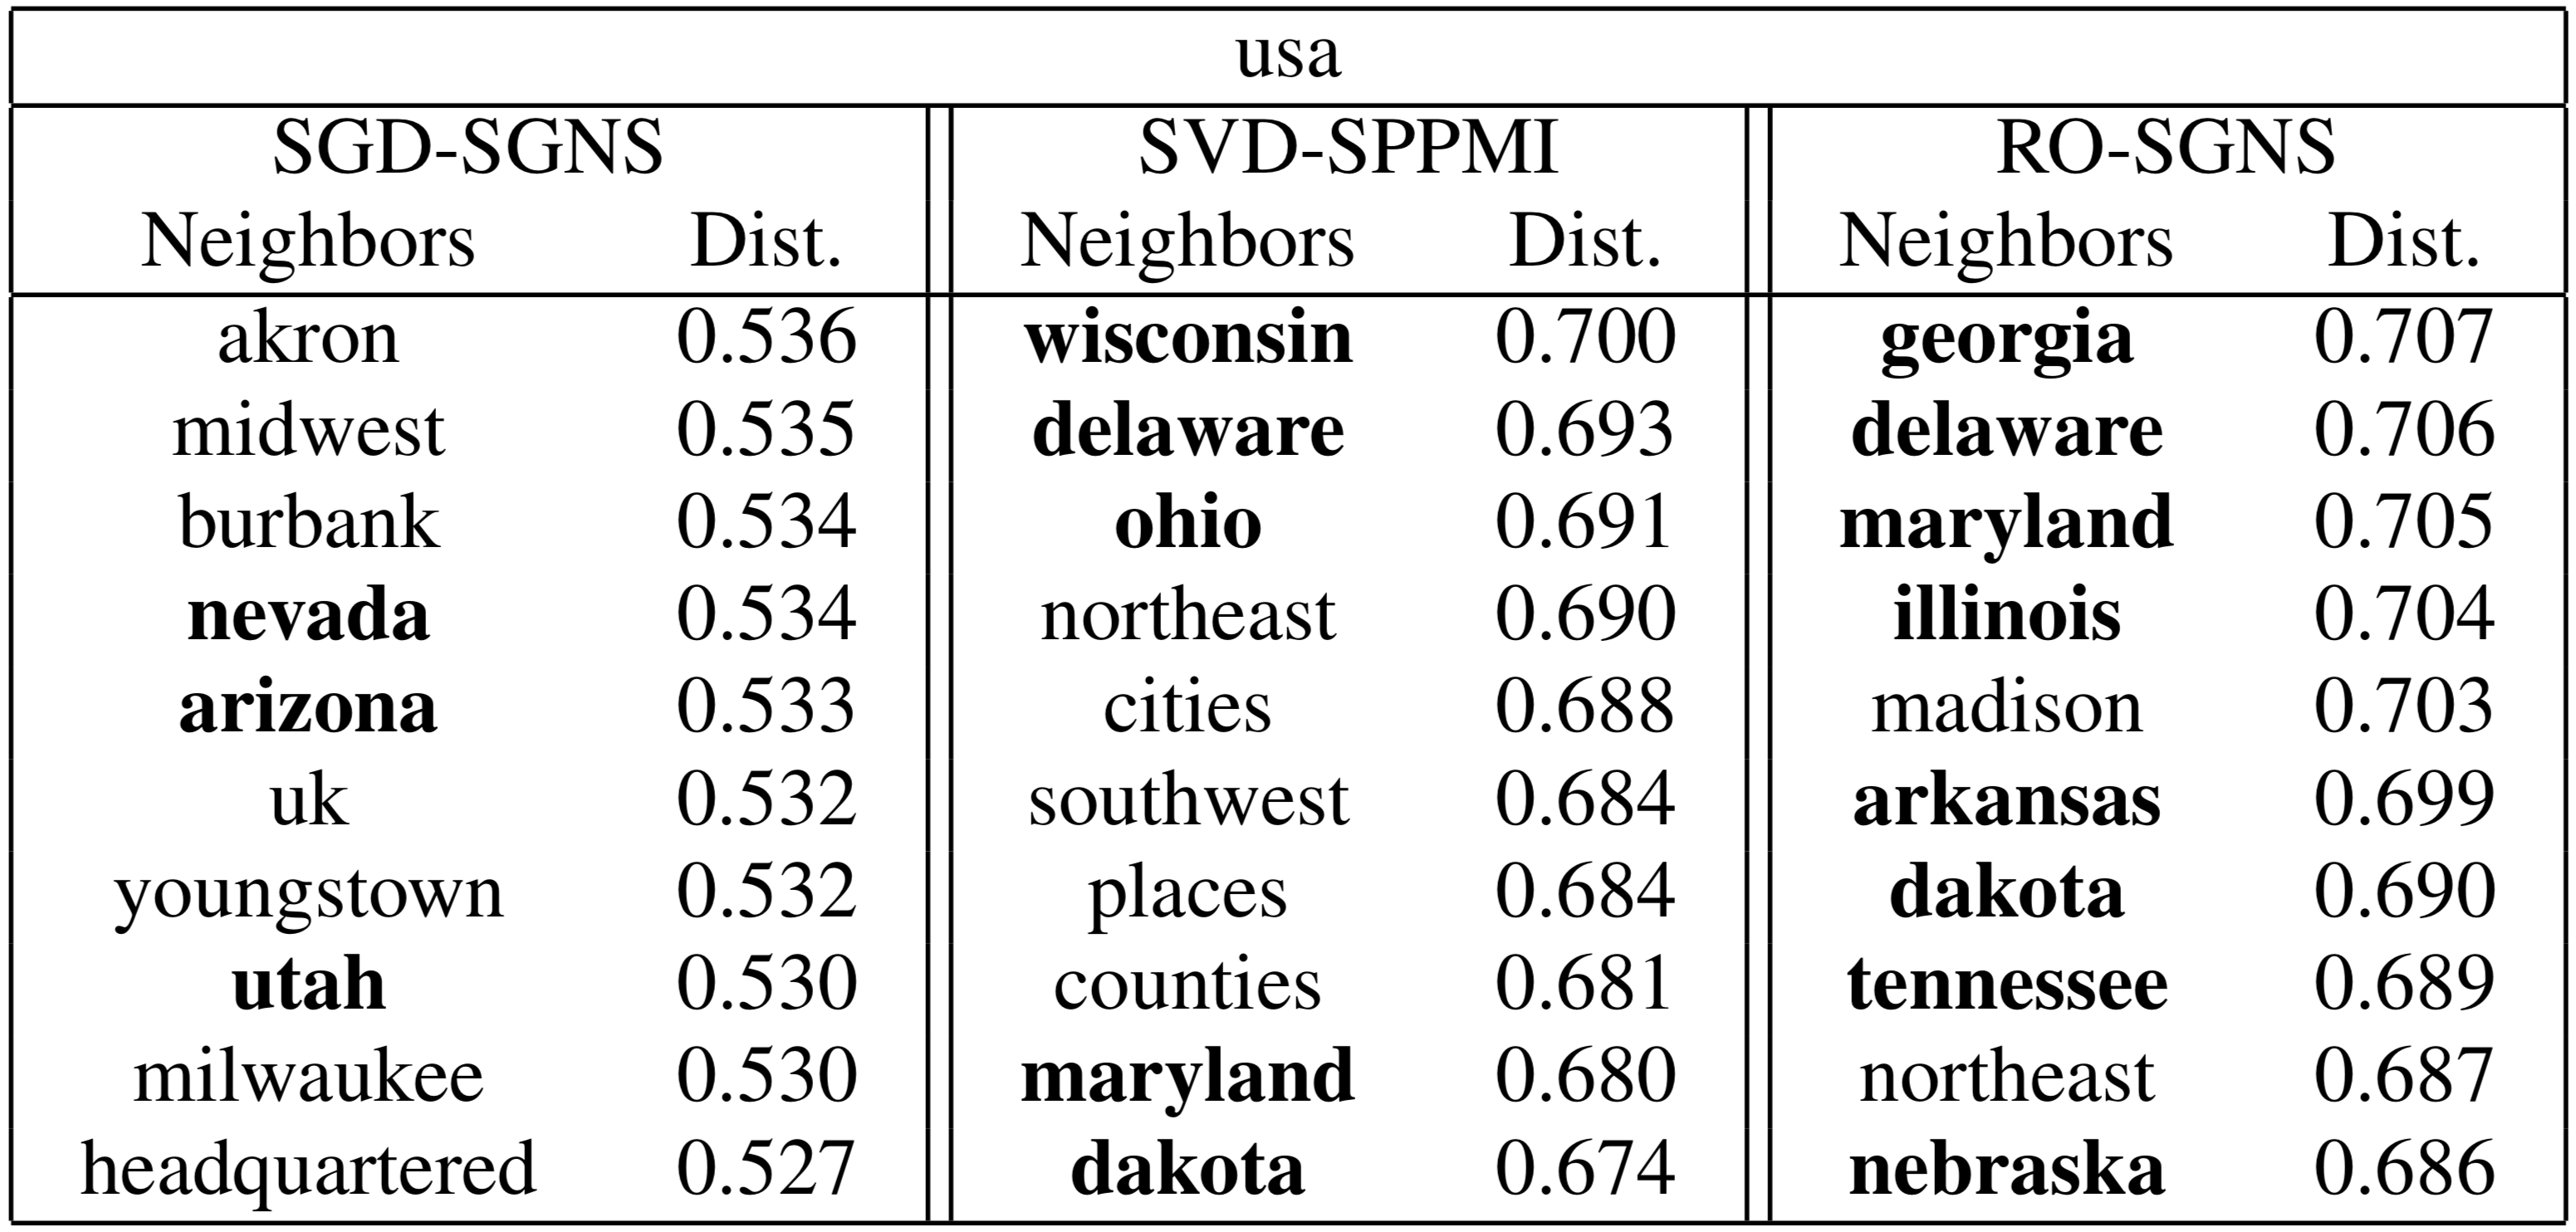 usa
SGD-SGNS SVD-SPPMI RO-SGNS
Neighbors Dist. Neighbors Dist. Neighbors Dist.
akron 0.536 wisconsin 0.700 georgia 0.707
midwest 0.535 delaware 0.693 delaware 0.706
burbank 0.534 ohio 0.691 maryland 0.705
nevada 0.534 northeast 0.690 illinois 0.704
arizona 0.533 cities 0.688 madison 0.703
uk 0.532 southwest 0.684 arkansas 0.699
youngstown 0.532 places 0.684 dakota 0.690
utah 0.530 counties 0.681 tennessee 0.689
milwaukee 0.530 maryland 0.680 northeast 0.687
headquartered 0.527 dakota 0.674 nebraska 0.686